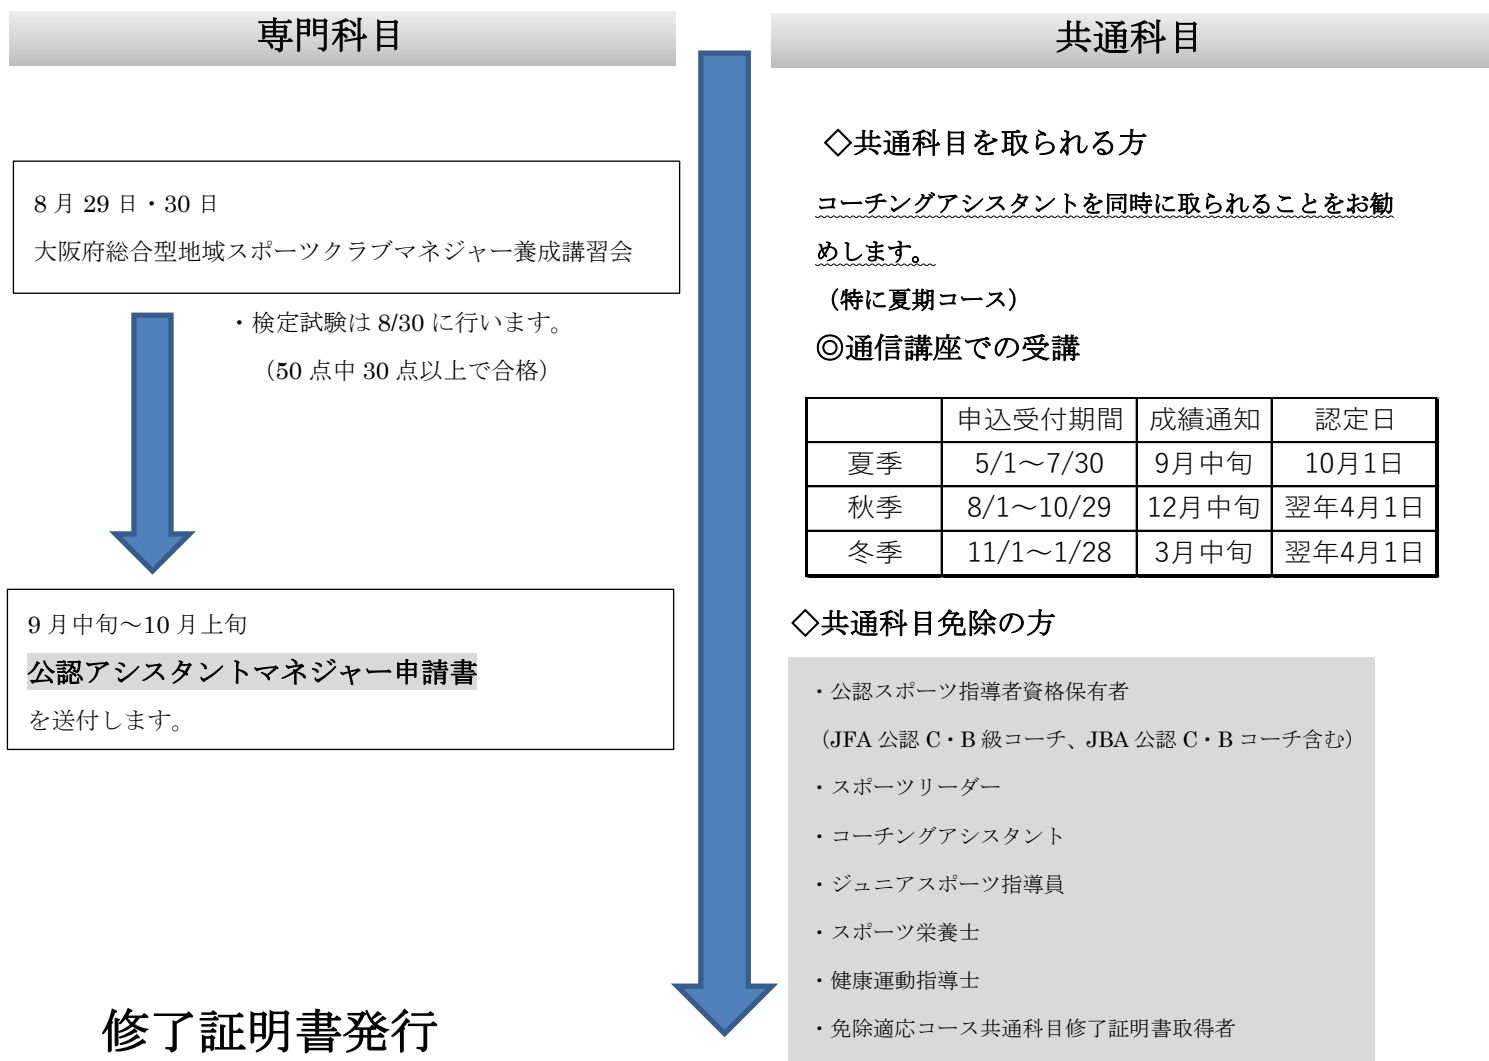 専門科目
8月29日・30日
大阪府総合型地域スポーツクラブマネジャー養成講習会
・検定試験は 8/30 に行います。
(50 点中 30 点以上で合格)
9月中旬〜10月上旬
公認アシスタントマネジャー申請書
を送付します。
修了証明書発行
共通科目
◇共通科目を取られる方
コーチングアシスタントを同時に取られることをお勧
めします。
(特に夏期コース)
◎通信講座での受講
申込受付期間 成績通知 認定日
夏季 5/1〜7/30 9月中旬 10月1日
秋季 8/1〜10/29 12月中旬 翌年4月1日
冬季 11/1〜1/28 3月中旬 翌年4月1日
◇共通科目免除の方
・公認スポーツ指導者資格保有者
(JFA 公認 C・B 級コーチ、JBA 公認 C・B コーチ含む)
・スポーツリーダー
・コーチングアシスタント
・ジュニアスポーツ指導員
・スポーツ栄養士
・健康運動指導士
・免除適応コース共通科目修了証明書取得者